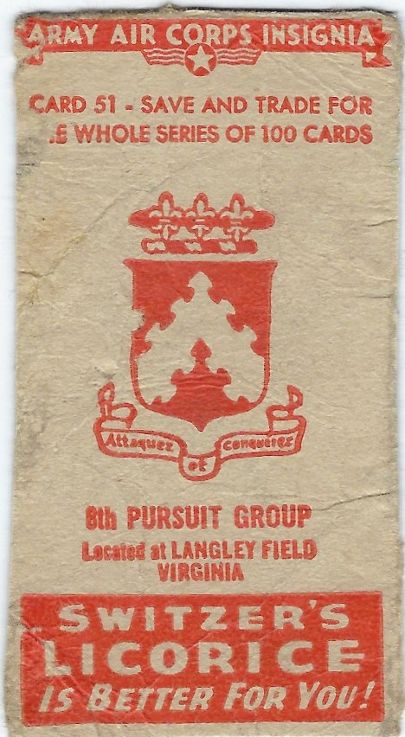 ARMY AIR CORPS INSIGNIA
CARD 51 - SAVE AND TRADE FOR
WHOLE SERIES OF 100 CARDS
Attaquez
et
Conquerez
8th PURSUIT GROUP
Located at LANGLEY FIELD
VIRGINIA
SWITZER'S
LICORICE
IS BETTER FOR YOU!